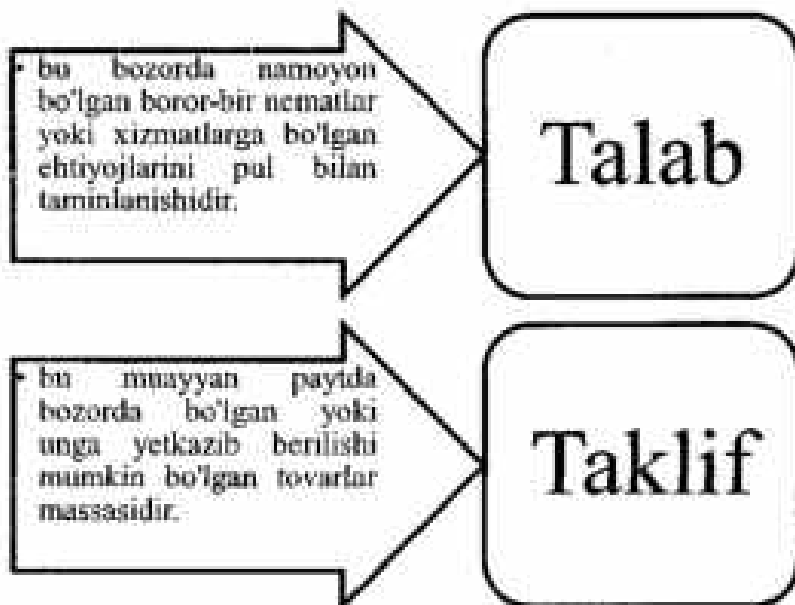 • bu bozorda namoyon
bo'lgan boror-bir nematlar
yoki xizmatlarga bo'lgan
ehtiyojlarini pul bilan
taminlanishidir.
Talab
• bu muayyan paytda
bozorda bo'lgan yoki
unga yetkazib berilishi
mumkin bo'lgan tovarlar
massasidir.
Taklif